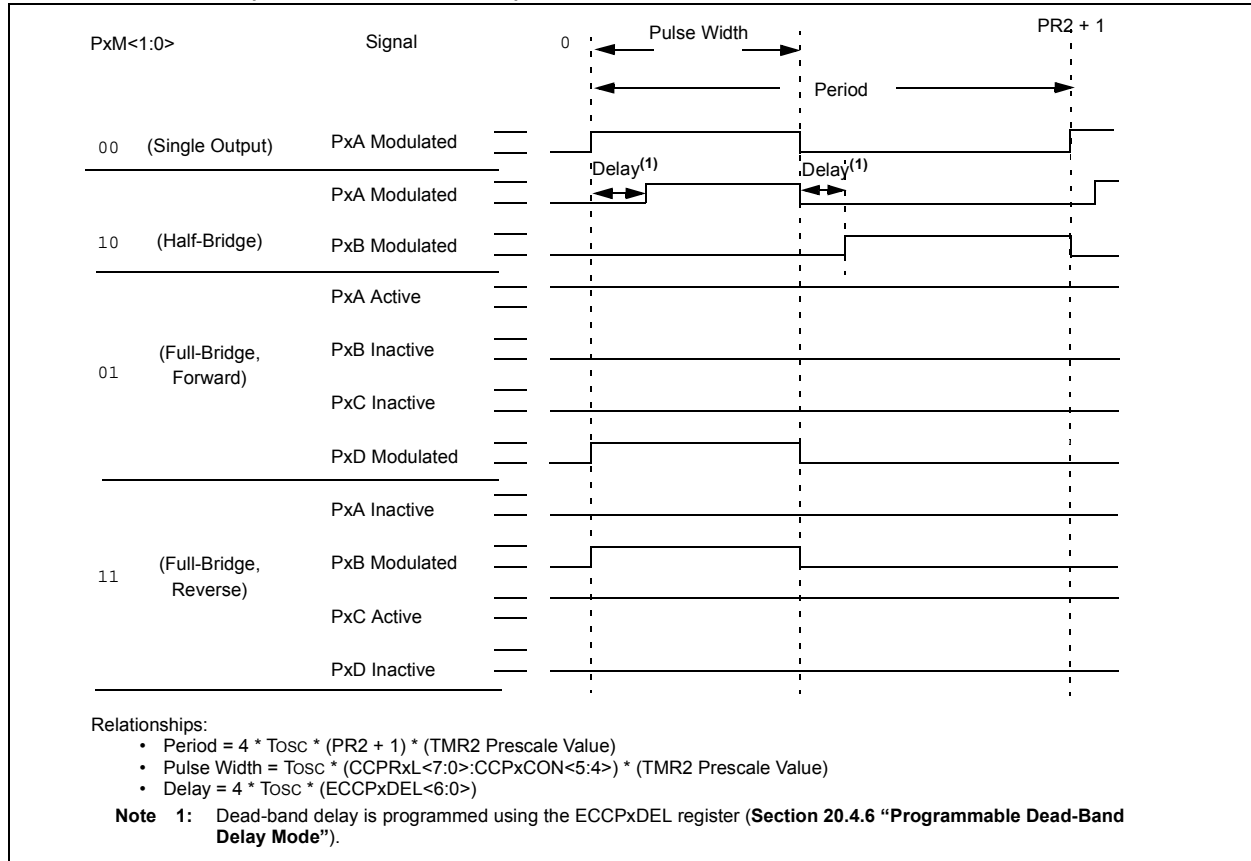 PxM<1:0> Signal 0 Pulse Width PR2 + 1
Period
00 (Single Output) PxA Modulated
Delay(1) Delay(1)
PxA Modulated
10 (Half-Bridge) PxB Modulated
PxA Active
(Full-Bridge, Forward) PxB Inactive
01
PxC Inactive
PxD Modulated
PxA Inactive
11 (Full-Bridge, Reverse) PxB Modulated
PxC Active
PxD Inactive
Relationships:
• Period = 4 * TOSC * (PR2 + 1) * (TMR2 Prescale Value)
• Pulse Width = TOSC * (CCPRxL<7:0>:CCPxCON<5:4>) * (TMR2 Prescale Value)
• Delay = 4 * TOSC * (ECCPxDEL<6:0>)
Note 1: Dead-band delay is programmed using the ECCPxDEL register (Section 20.4.6 “Programmable Dead-Band
Delay Mode”).